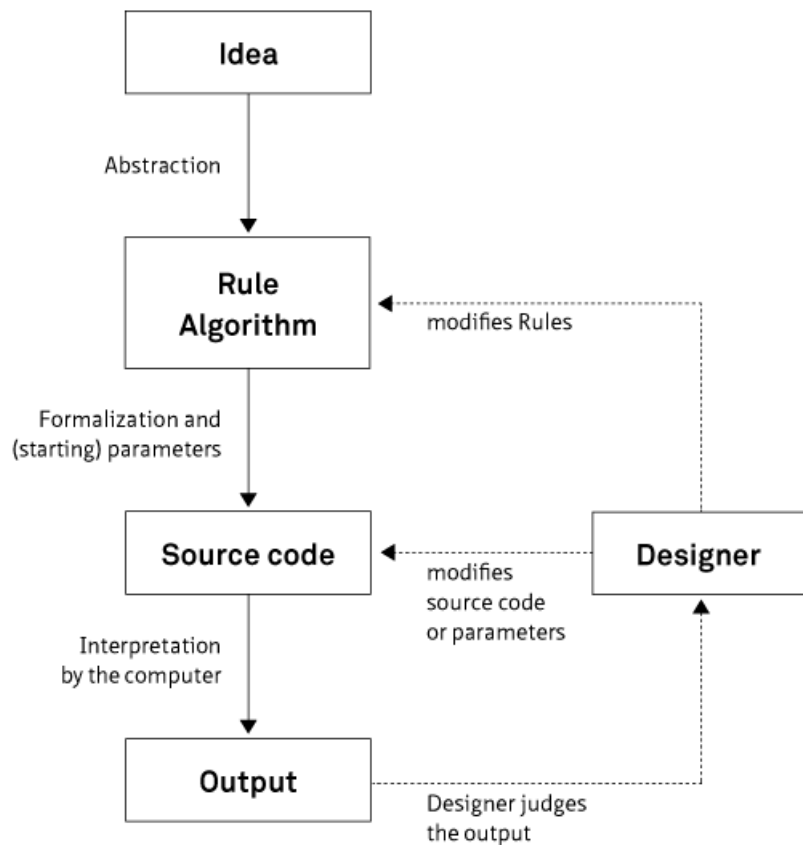 Idea
Abstraction
Rule
Algorithm
modifies Rules
Formalization and
(starting) parameters
Source code
Designer
modifies
source code
or parameters
Interpretation
by the computer
Output
Designer judges
the output